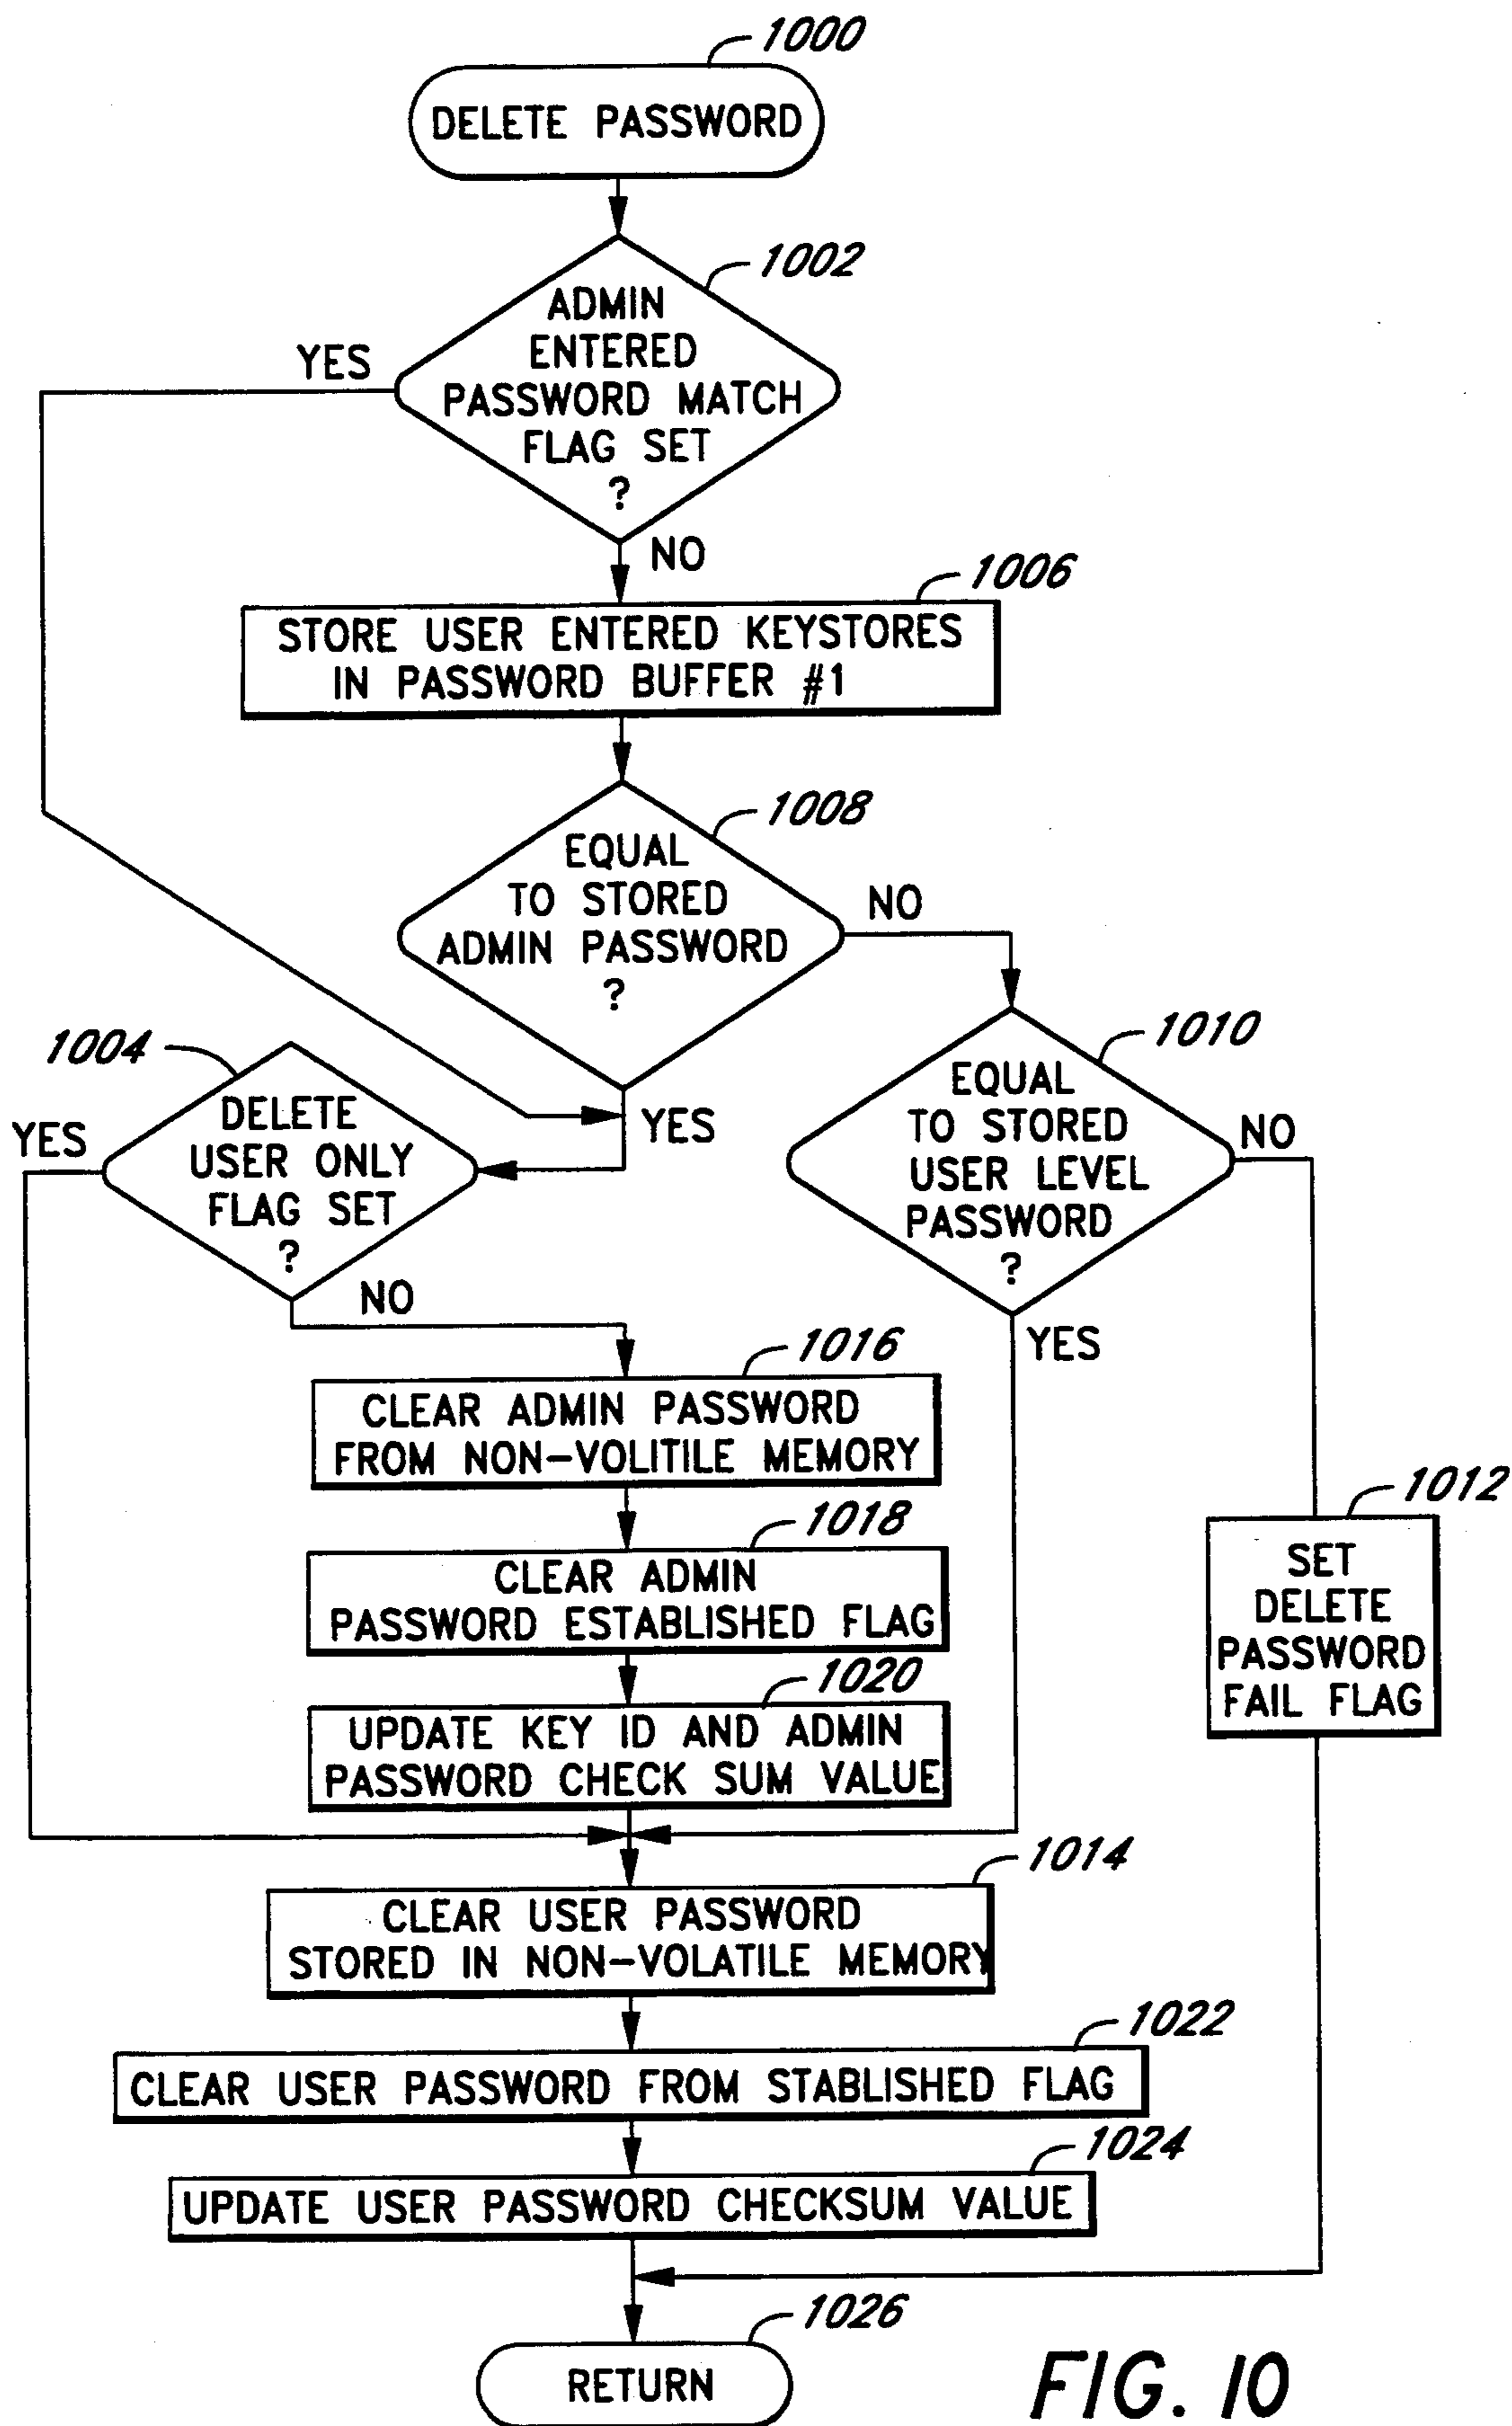 1000
DELETE PASSWORD
1002
ADMIN
ENTERED
PASSWORD MATCH
FLAG SET
?
YES
NO
1006
STORE USER ENTERED KEYSTORES
IN PASSWORD BUFFER #1
1008
EQUAL
TO STORED
ADMIN PASSWORD
?
NO
YES
1004
DELETE
USER ONLY
FLAG SET
?
YES
NO
1010
EQUAL
TO STORED
USER LEVEL
PASSWORD
?
NO
YES
1016
CLEAR ADMIN PASSWORD
FROM NON-VOLITILE MEMORY
1012
SET
DELETE
PASSWORD
FAIL FLAG
1018
CLEAR ADMIN
PASSWORD ESTABLISHED FLAG
1020
UPDATE KEY ID AND ADMIN
PASSWORD CHECK SUM VALUE
1014
CLEAR USER PASSWORD
STORED IN NON-VOLATILE MEMORY
1022
CLEAR USER PASSWORD FROM STABLISHED FLAG
1024
UPDATE USER PASSWORD CHECKSUM VALUE
1026
RETURN
FIG. 10